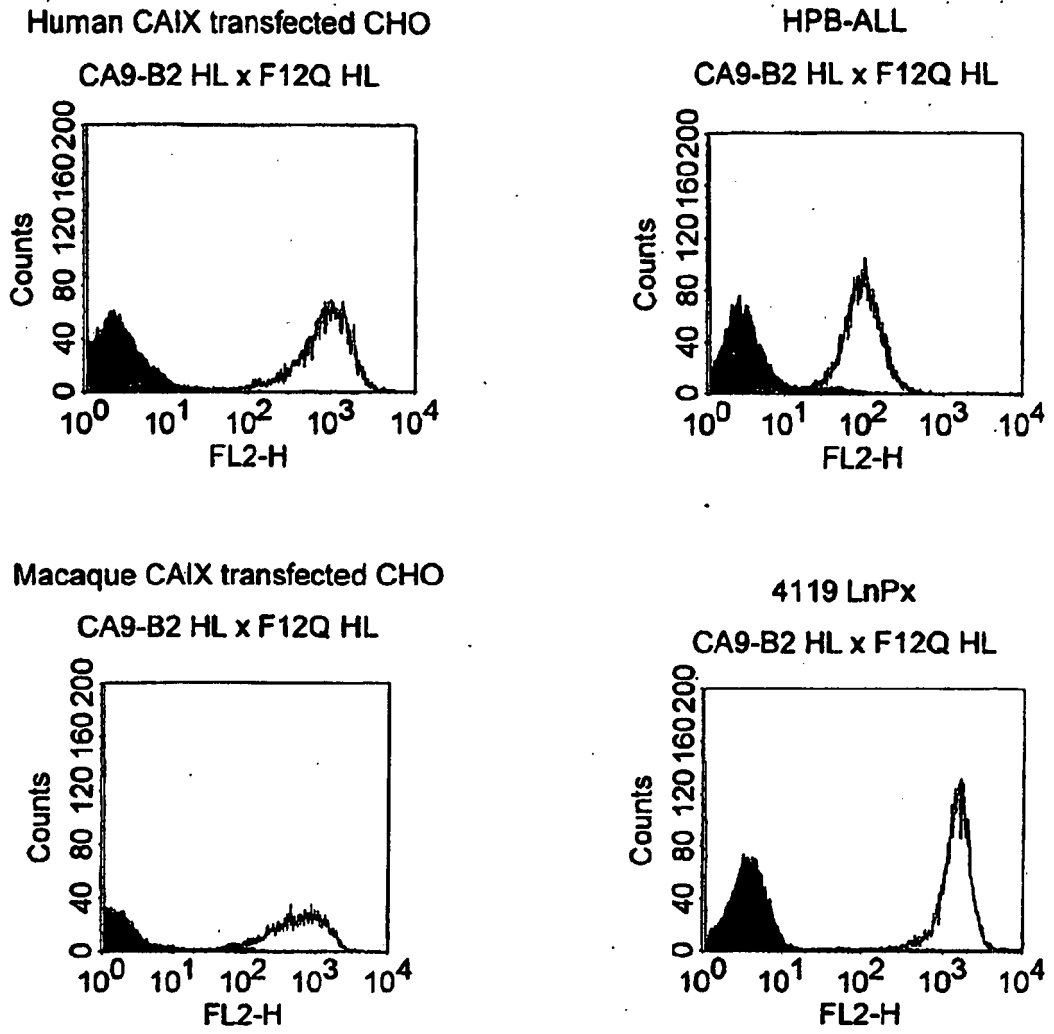 Human CAIX transfected CHO
CA9-B2 HL x F12Q HL
Counts
0 40 80 120 160 200
10^0 10^1 10^2 10^3 10^4
FL2-H
HPB-ALL
CA9-B2 HL x F12Q HL
Counts
0 40 80 120 160 200
10^0 10^1 10^2 10^3 10^4
FL2-H
Macaque CAIX transfected CHO
CA9-B2 HL x F12Q HL
Counts
0 40 80 120 160 200
10^0 10^1 10^2 10^3 10^4
FL2-H
4119 LnPx
CA9-B2 HL x F12Q HL
Counts
0 40 80 120 160 200
10^0 10^1 10^2 10^3 10^4
FL2-H